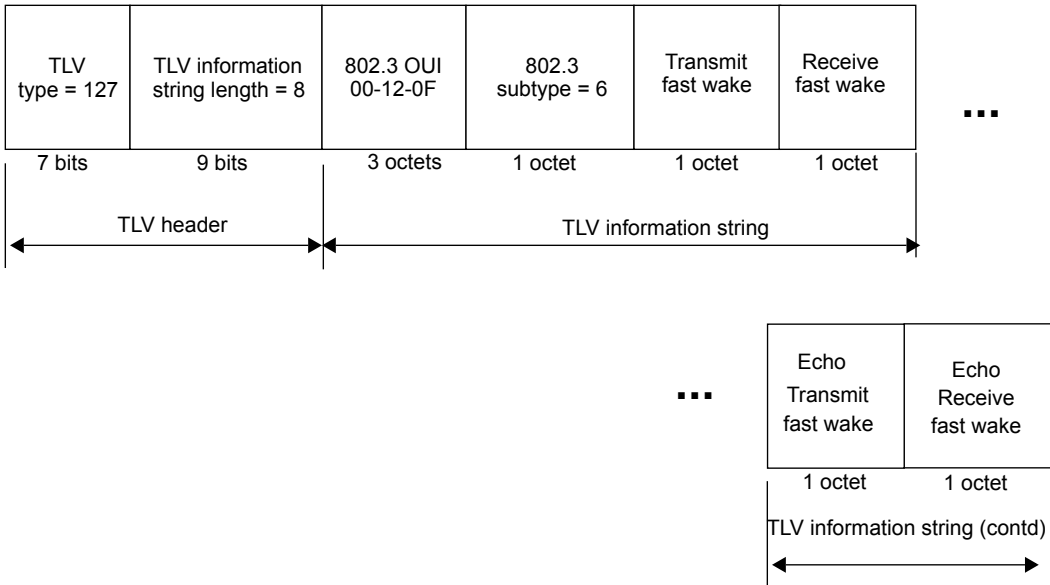 TLV
type = 127
TLV information
string length = 8
802.3 OUI
00-12-0F
802.3
subtype = 6
Transmit
fast wake
Receive
fast wake
...
7 bits
9 bits
3 octets
1 octet
1 octet
1 octet
TLV header
TLV information string
...
Echo
Transmit
fast wake
Echo
Receive
fast wake
1 octet
1 octet
TLV information string (contd)